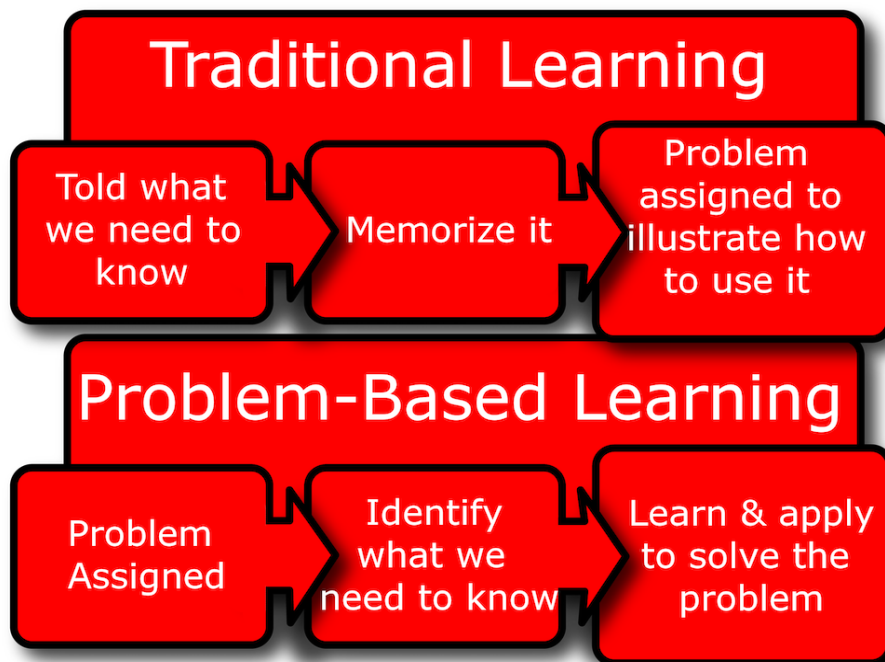 Traditional Learning
Told what
we need to
know
Memorize it
Problem
assigned to
illustrate how
to use it
Problem-Based Learning
Problem
Assigned
Identify
what we
need to know
Learn & apply
to solve the
problem